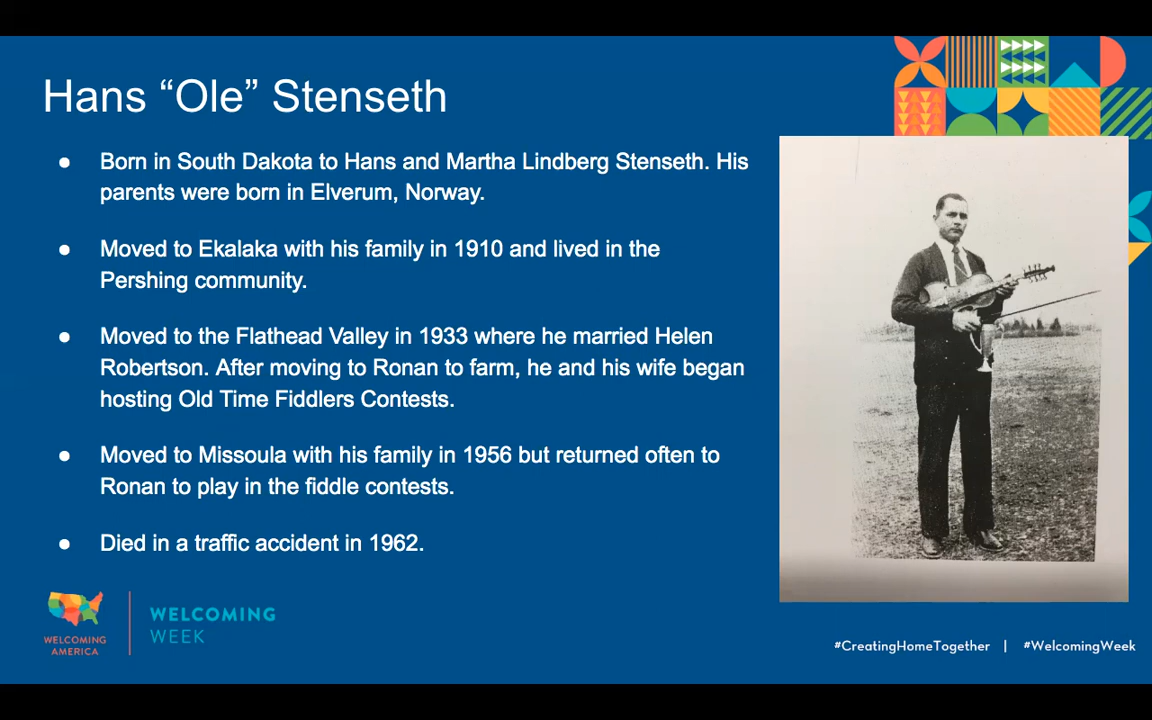 Hans “Ole” Stenseth
● Born in South Dakota to Hans and Martha Lindberg Stenseth. His
parents were born in Elverum, Norway.
● Moved to Ekalaka with his family in 1910 and lived in the
Pershing community.
● Moved to the Flathead Valley in 1933 where he married Helen
Robertson. After moving to Ronan to farm, he and his wife began
hosting Old Time Fiddlers Contests.
● Moved to Missoula with his family in 1956 but returned often to
Ronan to play in the fiddle contests.
● Died in a traffic accident in 1962.
WELCOMING
AMERICA
WELCOMING
WEEK
#CreatingHomeTogether | #WelcomingWeek